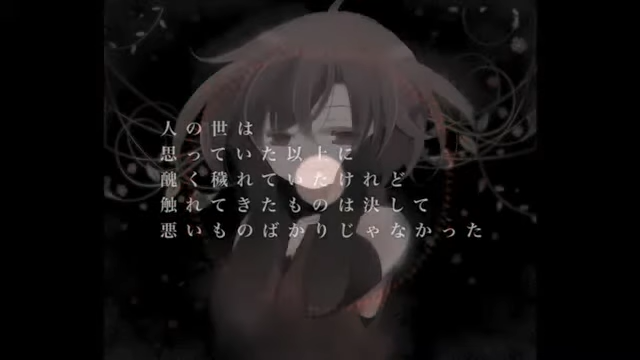 人の世は
思っていた以上に
醜く穢れていたけれど
触れてきたものは決して
悪いものばかりじゃなかった